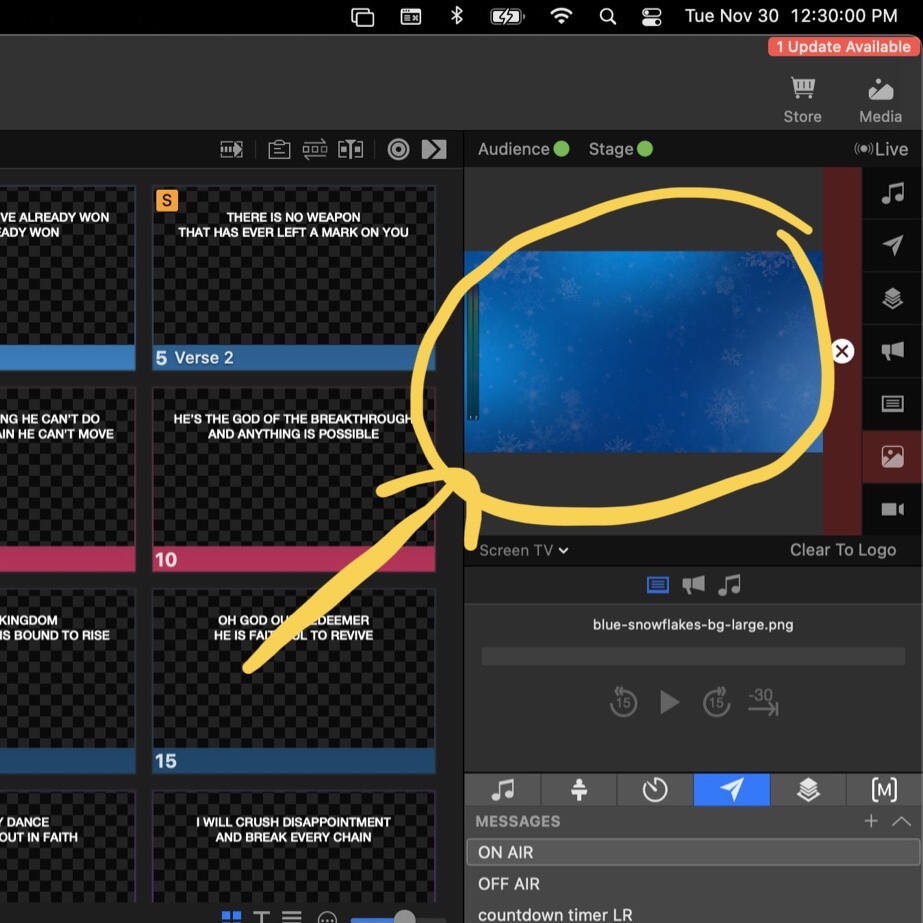 Tue Nov 30 12:30:00 PM
1 Update Available
Store
Media
Audience
Stage
Live
VE ALREADY WON
EADY WON
S
THERE IS NO WEAPON
THAT HAS EVER LEFT A MARK ON YOU
5 Verse 2
NG HE CAN'T DO
AIN HE CAN'T MOVE
HE'S THE GOD OF THE BREAKTHROUGH
AND ANYTHING IS POSSIBLE
10
KINGDOM
IS BOUND TO RISE
OH GOD OU DEEMER
HE IS FAI UL TO REVIVE
15
Y DANCE
OUT IN FAITH
I WILL CRUSH DISAPPOINTMENT
AND BREAK EVERY CHAIN
Screen TV
Clear To Logo
blue-snowflakes-bg-large.png
15
15
-30
[M]
MESSAGES
ON AIR
OFF AIR
countdown timer LR